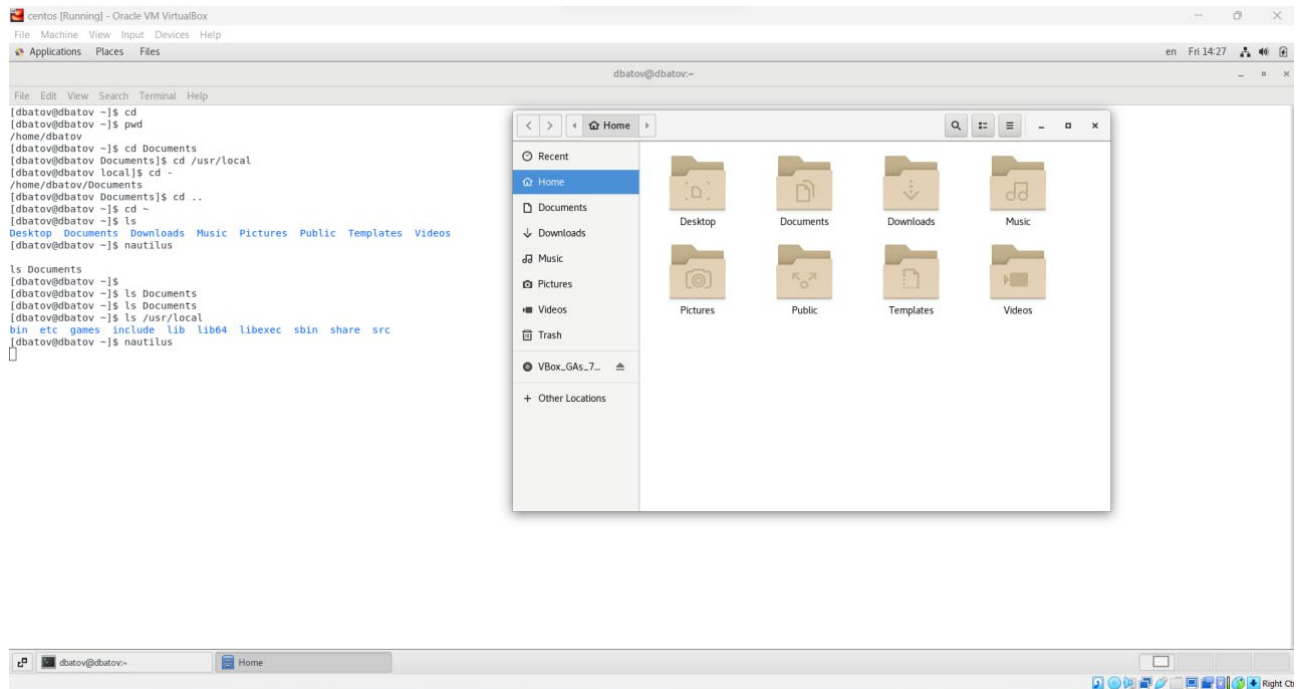 centos [Running] - Oracle VM VirtualBox
File Machine View Input Devices Help
Applications Places Files en Fri 14:27
dbatov@dbatov:~
File Edit View Search Terminal Help
[dbatov@dbatov ~]$ cd
[dbatov@dbatov ~]$ pwd
/home/dbatov
[dbatov@dbatov ~]$ cd Documents
[dbatov@dbatov Documents]$ cd /usr/local
[dbatov@dbatov local]$ cd -
/home/dbatov/Documents
[dbatov@dbatov Documents]$ cd ..
[dbatov@dbatov ~]$ cd ~
[dbatov@dbatov ~]$ ls
Desktop Documents Downloads Music Pictures Public Templates Videos
[dbatov@dbatov ~]$ nautilus
ls Documents
[dbatov@dbatov ~]$
[dbatov@dbatov ~]$ ls Documents
[dbatov@dbatov ~]$ ls Documents
[dbatov@dbatov ~]$ ls /usr/local
bin etc games include lib lib64 libexec sbin share src
[dbatov@dbatov ~]$ nautilus
Home
Recent
Home
Documents
Downloads
Music
Pictures
Videos
Trash
VBox_GAs_7...
+ Other Locations
Desktop Documents Downloads Music
Pictures Public Templates Videos
dbatov@dbatov:~ Home
Right Ct